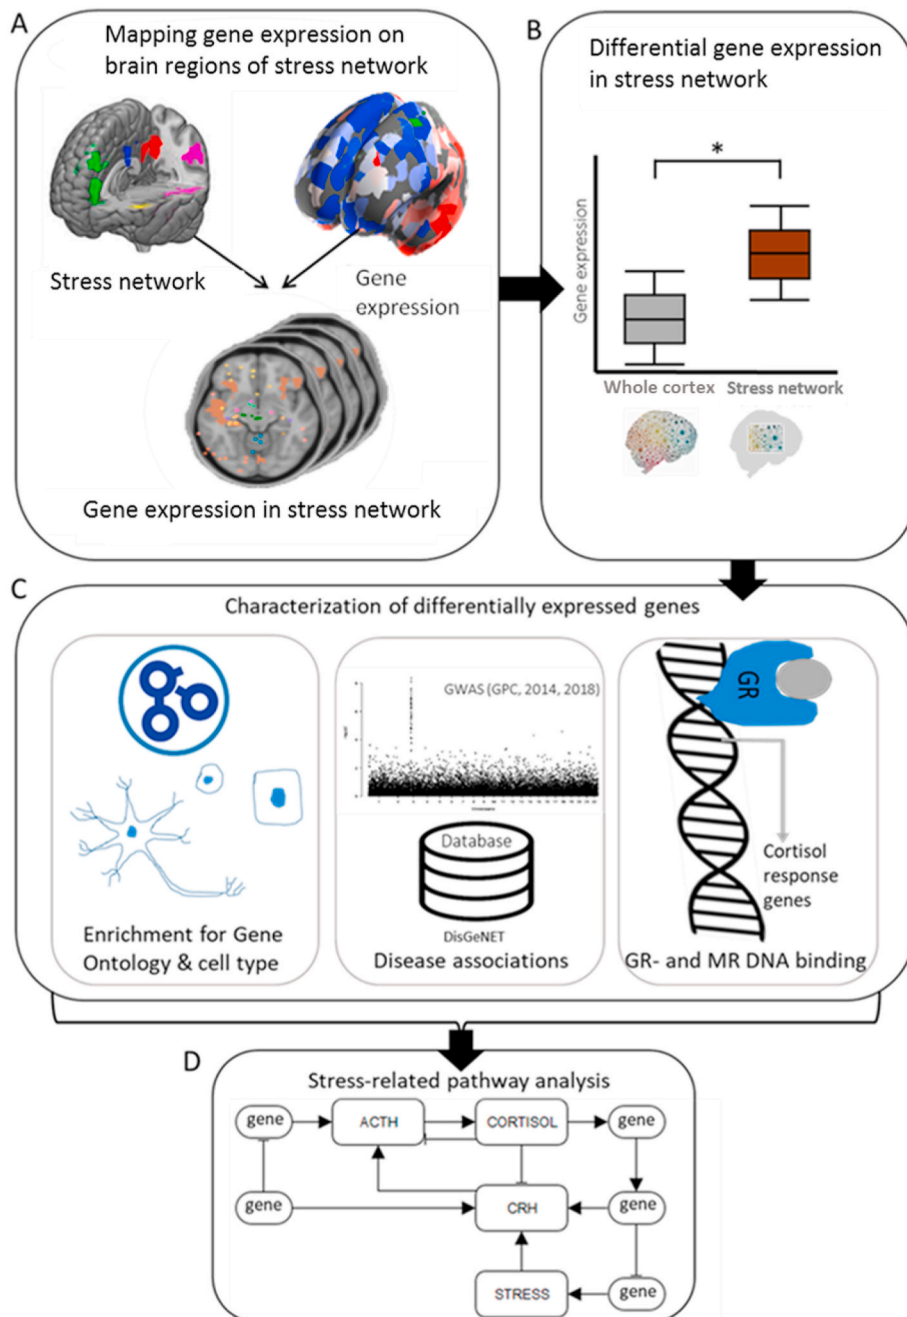 A
Mapping gene expression on
brain regions of stress network
Stress network
Gene
expression
Gene expression in stress network
B
Differential gene expression
in stress network
*
Gene expression
Whole cortex
Stress network
C
Characterization of differentially expressed genes
Enrichment for Gene
Ontology & cell type
GWAS (GPC, 2014, 2018)
Database
DisGeNET
Disease associations
GR
Cortisol
response
genes
GR- and MR DNA binding
D
Stress-related pathway analysis
gene
ACTH
CORTISOL
gene
gene
CRH
gene
STRESS
gene